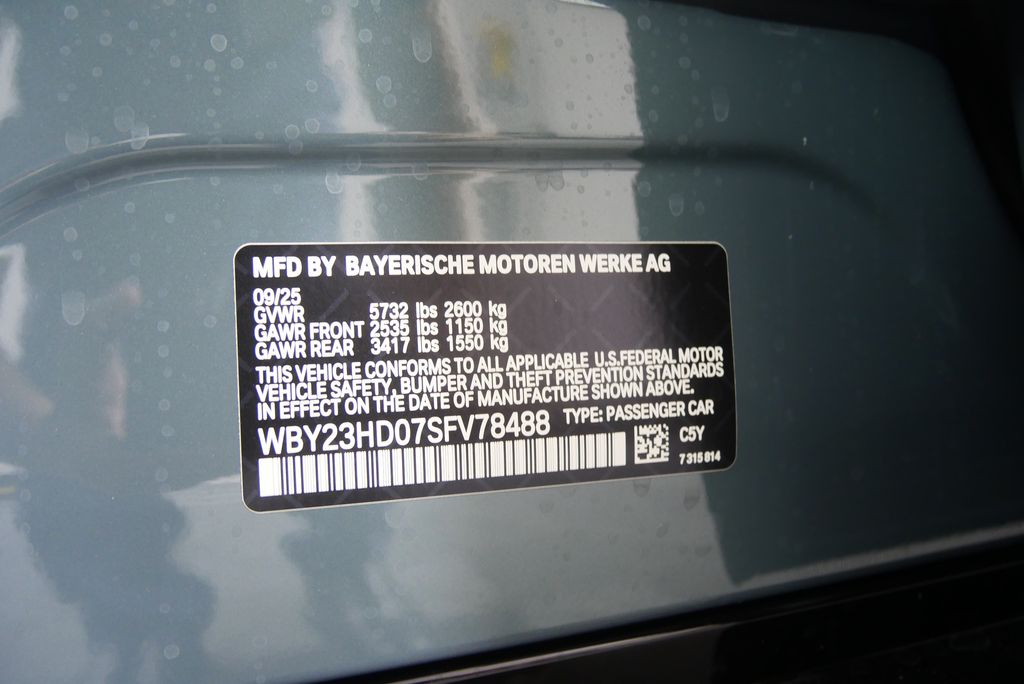 MFD BY BAYERISCHE MOTOREN WERKE AG
09/25
GVWR 5732 lbs 2600 kg
GAWR FRONT 2535 lbs 1150 kg
GAWR REAR 3417 lbs 1550 kg
THIS VEHICLE CONFORMS TO ALL APPLICABLE U.S.FEDERAL MOTOR
VEHICLE SAFETY, BUMPER AND THEFT PREVENTION STANDARDS
IN EFFECT ON THE DATE OF MANUFACTURE SHOWN ABOVE.
WBY23HD07SFV78488 TYPE: PASSENGER CAR
C5Y
7 315 814